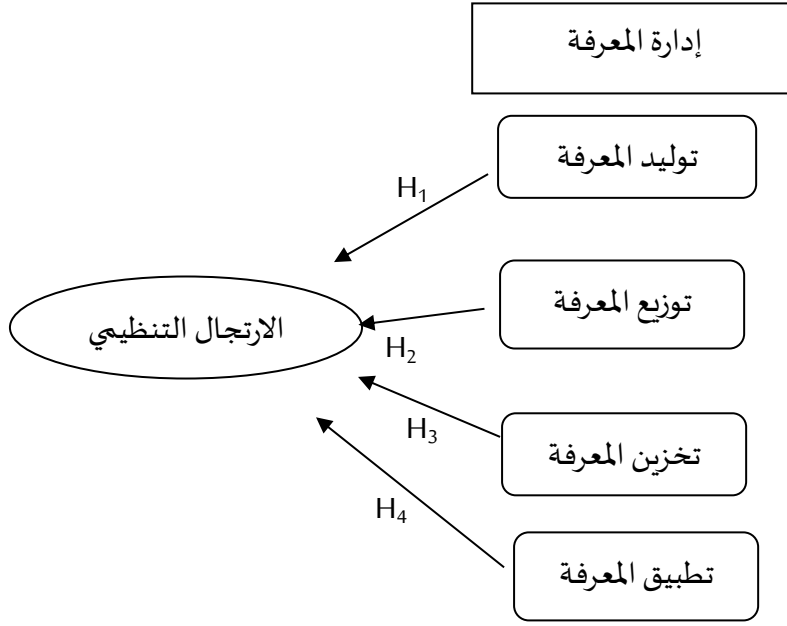 إدارة المعرفة
توليد المعرفة
H₁
توزيع المعرفة
الارتجال التنظيمي
H₂
تخزين المعرفة
H₃
H₄
تطبيق المعرفة